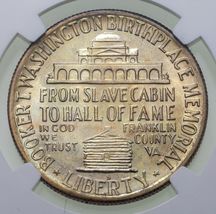 BOOKER T. WASHINGTON BIRTHPLACE MEMORIAL
FROM SLAVE CABIN
TO HALL OF FAME
IN GOD
WE
TRUST
FRANKLIN
COUNTY
VA.
LIBERTY